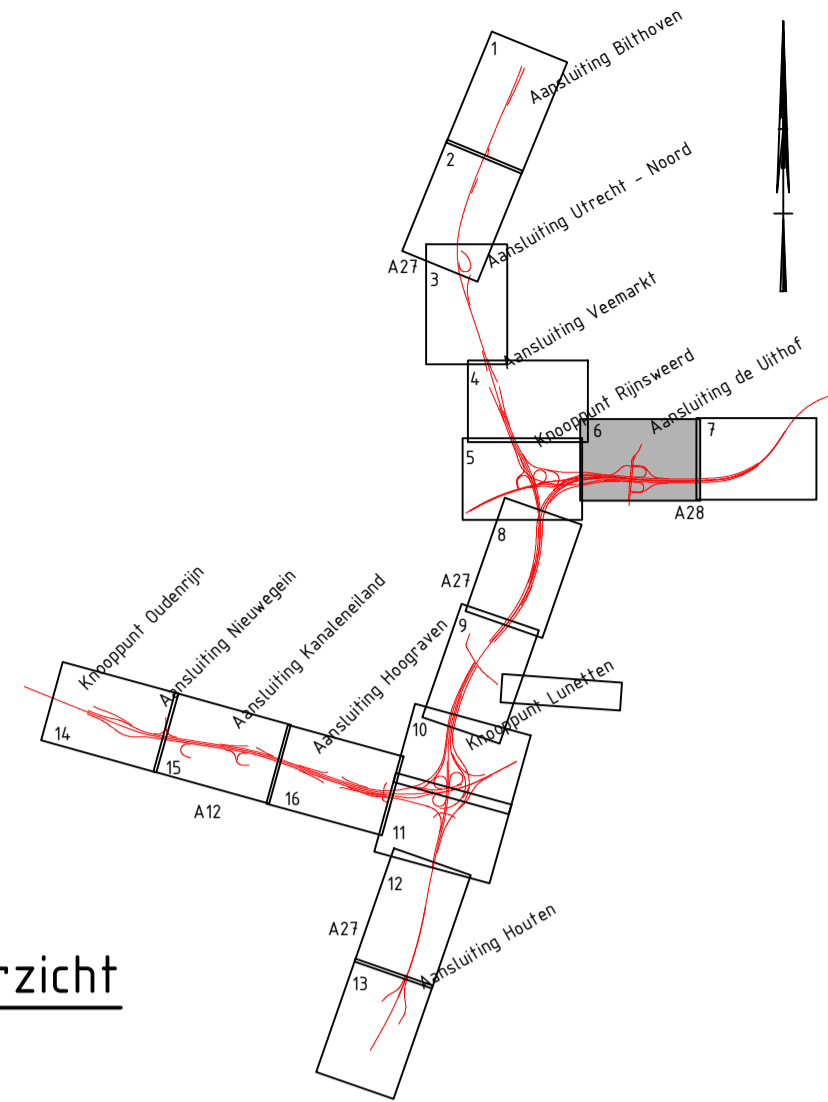 1
Aansluiting Bilthoven
2
Aansluiting Utrecht - Noord
A27
3
Aansluiting Veemarkt
4
Knooppunt Rijnsweerd
Aansluiting de Uithof
5
6
7
A28
8
A27
9
Knooppunt Oudenrijn
Aansluiting Nieuwegein
Aansluiting Kanaleneiland
Aansluiting Hoograven
Knooppunt Lunetten
10
14
15
16
A12
11
12
A27
Aansluiting Houten
13
rzicht